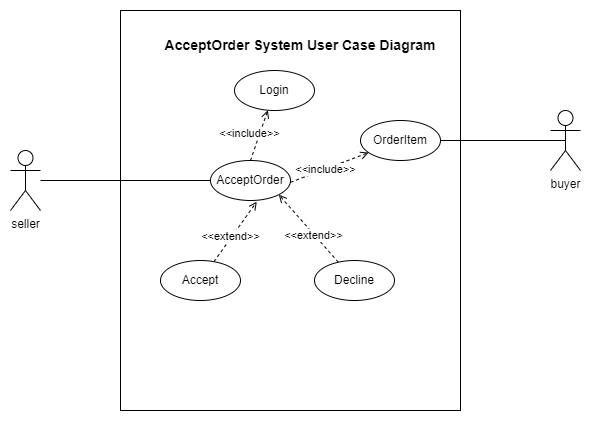 AcceptOrder System User Case Diagram
Login
<<include>>
OrderItem
<<include>>
AcceptOrder
buyer
seller
<<extend>>
<<extend>>
Accept
Decline